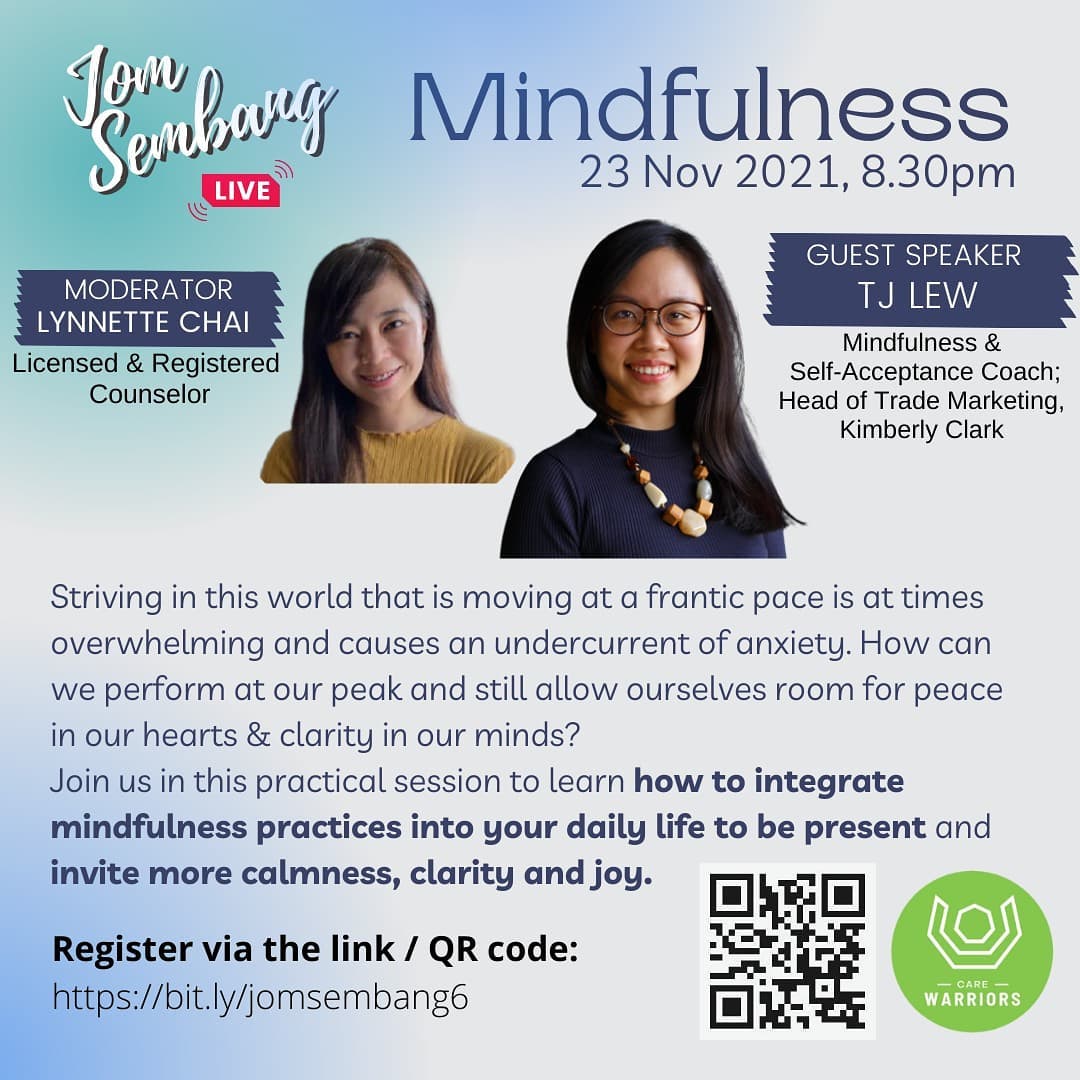 Jom
Sembang
LIVE
Mindfulness
23 Nov 2021, 8.30pm
MODERATOR
LYNNETTE CHAI
Licensed & Registered
Counselor
GUEST SPEAKER
TJ LEW
Mindfulness &
Self-Acceptance Coach;
Head of Trade Marketing,
Kimberly Clark
Striving in this world that is moving at a frantic pace is at times
overwhelming and causes an undercurrent of anxiety. How can
we perform at our peak and still allow ourselves room for peace
in our hearts & clarity in our minds?
Join us in this practical session to learn how to integrate
mindfulness practices into your daily life to be present and
invite more calmness, clarity and joy.
Register via the link / QR code:
https://bit.ly/jomsembang6
CARE
WARRIORS